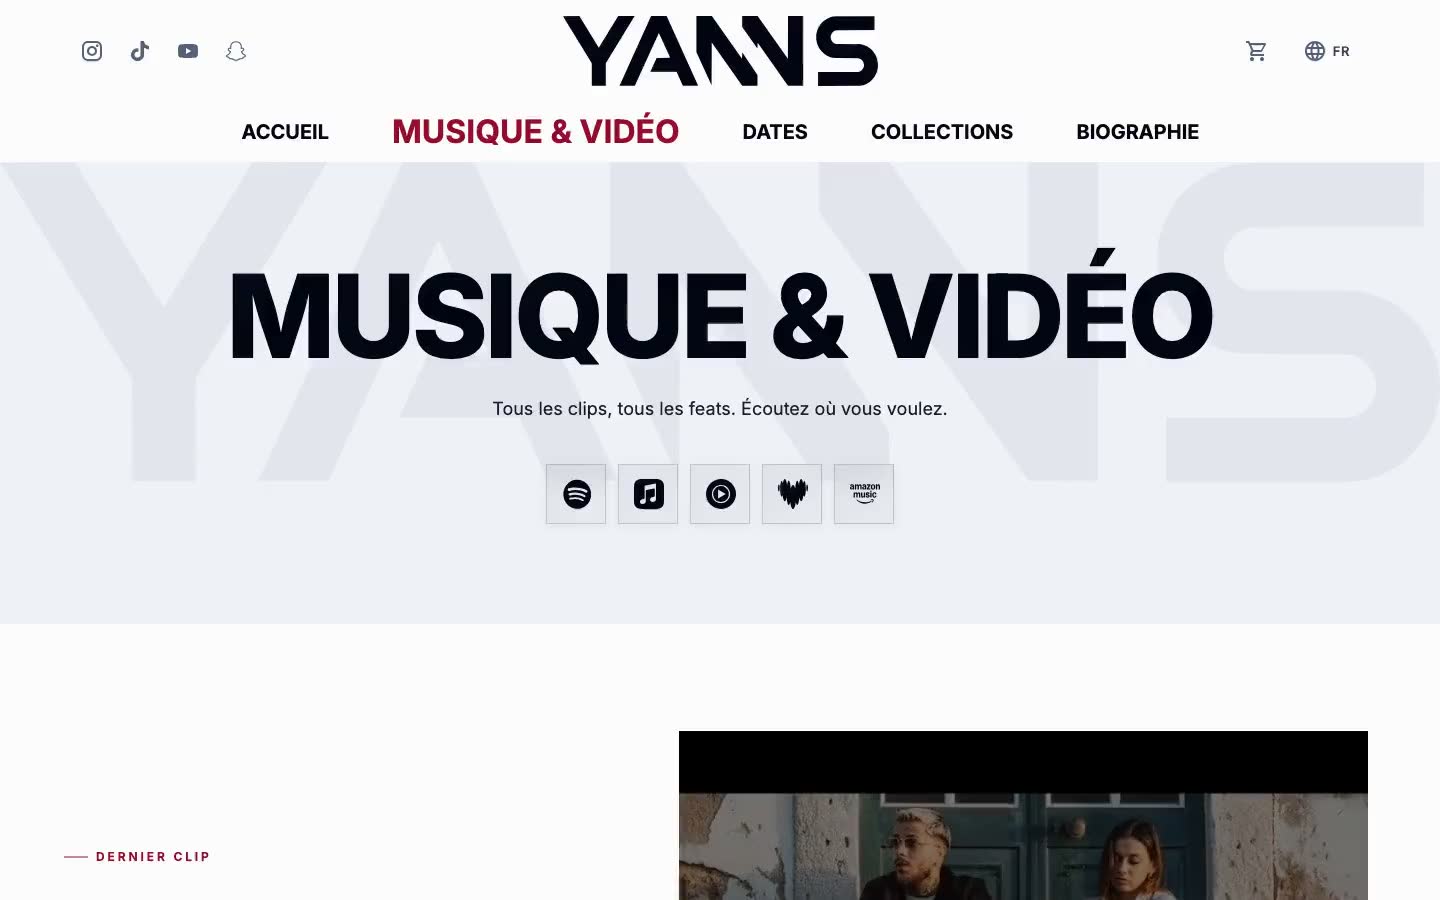 YANNS
FR
ACCUEIL
MUSIQUE & VIDÉO
DATES
COLLECTIONS
BIOGRAPHIE
YANNS
MUSIQUE & VIDÉO
Tous les clips, tous les feats. Écoutez où vous voulez.
amazon
music
DERNIER CLIP